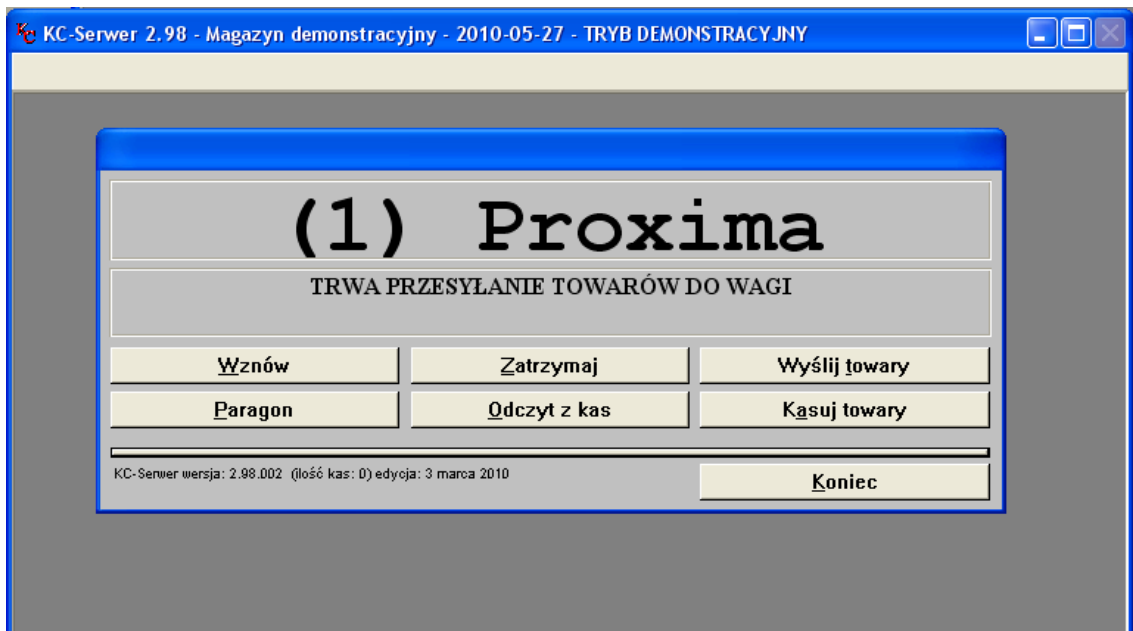 KC-Serwer 2.98 - Magazyn demonstracyjny - 2010-05-27 - TRYB DEMONSTRACYJNY
(1) Proxima
TRWA PRZESYŁANIE TOWARÓW DO WAGI
Wznów Zatrzymaj Wyślij towary
Paragon Odczyt z kas Kasuj towary
KC-Serwer wersja: 2.98.002 (ilość kas: 0) edycja: 3 marca 2010
Koniec